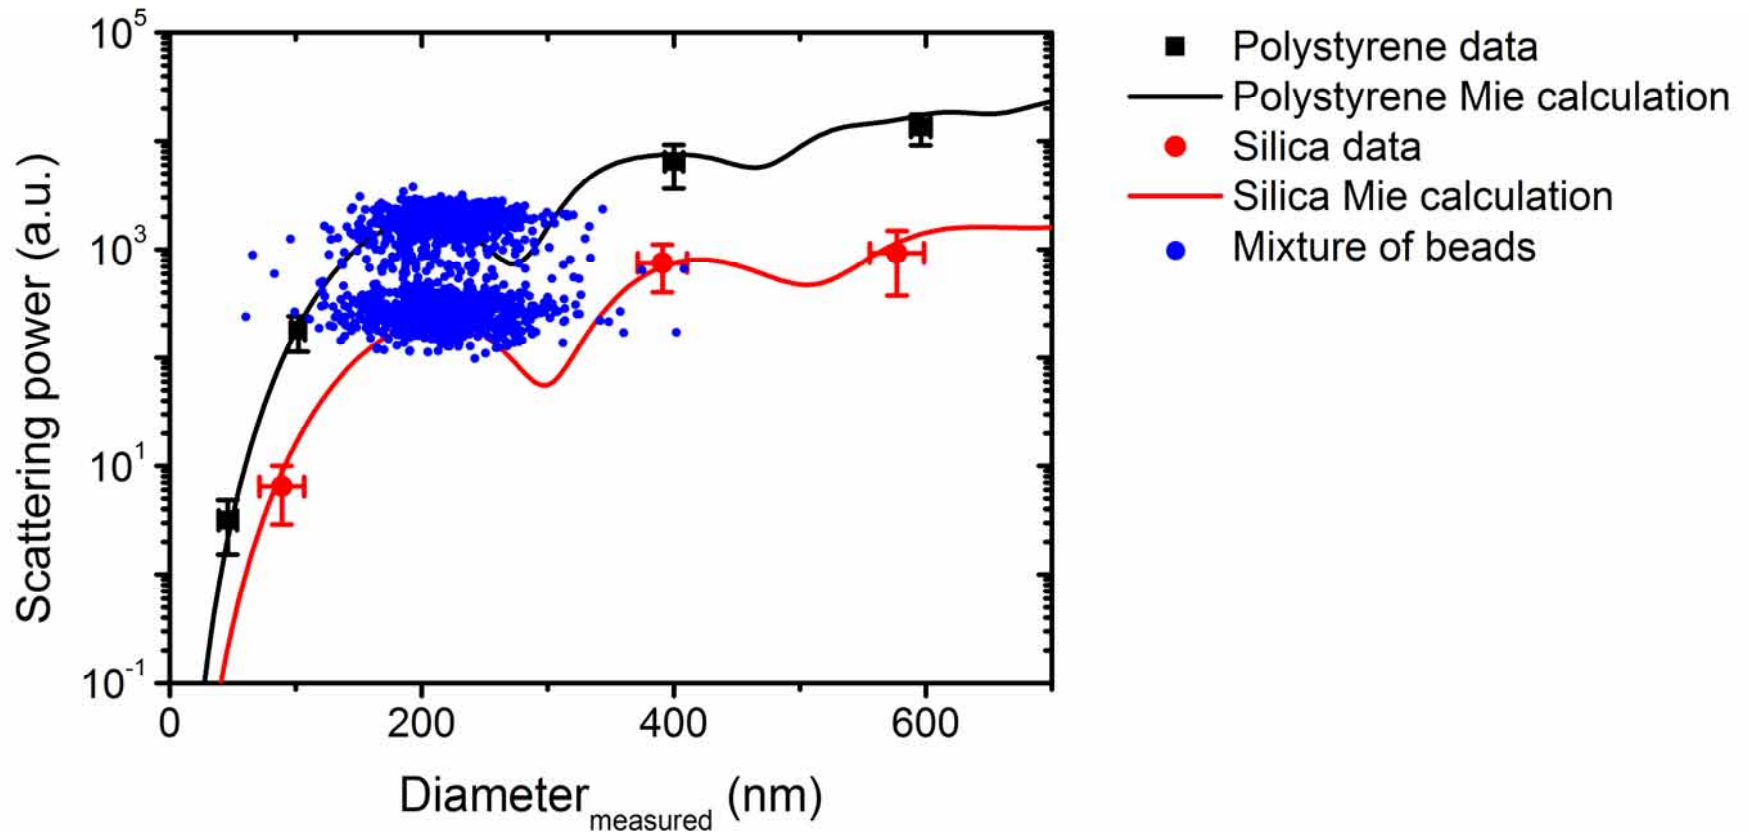 10^5
10^3
10^1
10^-1
Scattering power (a.u.)
0 200 400 600
Diameter_measured (nm)
Polystyrene data
Polystyrene Mie calculation
Silica data
Silica Mie calculation
Mixture of beads